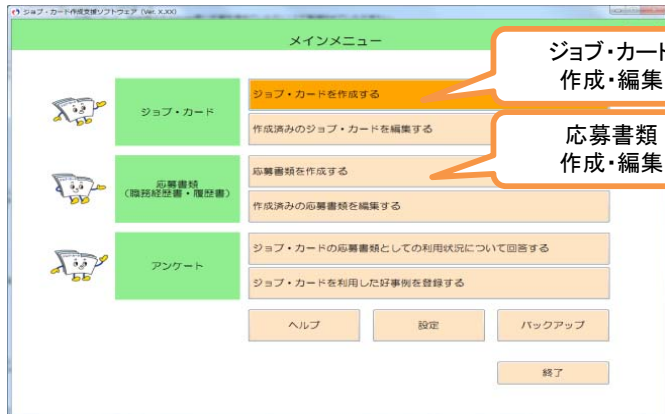 ジョブ・カード作成支援ソフトウェア (Ver. X.XX)
メインメニュー
ジョブ・カード
作成・編集
ジョブ・カード
ジョブ・カードを作成する
作成済みのジョブ・カードを編集する
応募書類
作成・編集
応募書類
(職務経歴書・履歴書)
応募書類を作成する
作成済みの応募書類を編集する
アンケート
ジョブ・カードの応募書類としての利用状況について回答する
ジョブ・カードを利用した好事例を登録する
ヘルプ
設定
バックアップ
終了